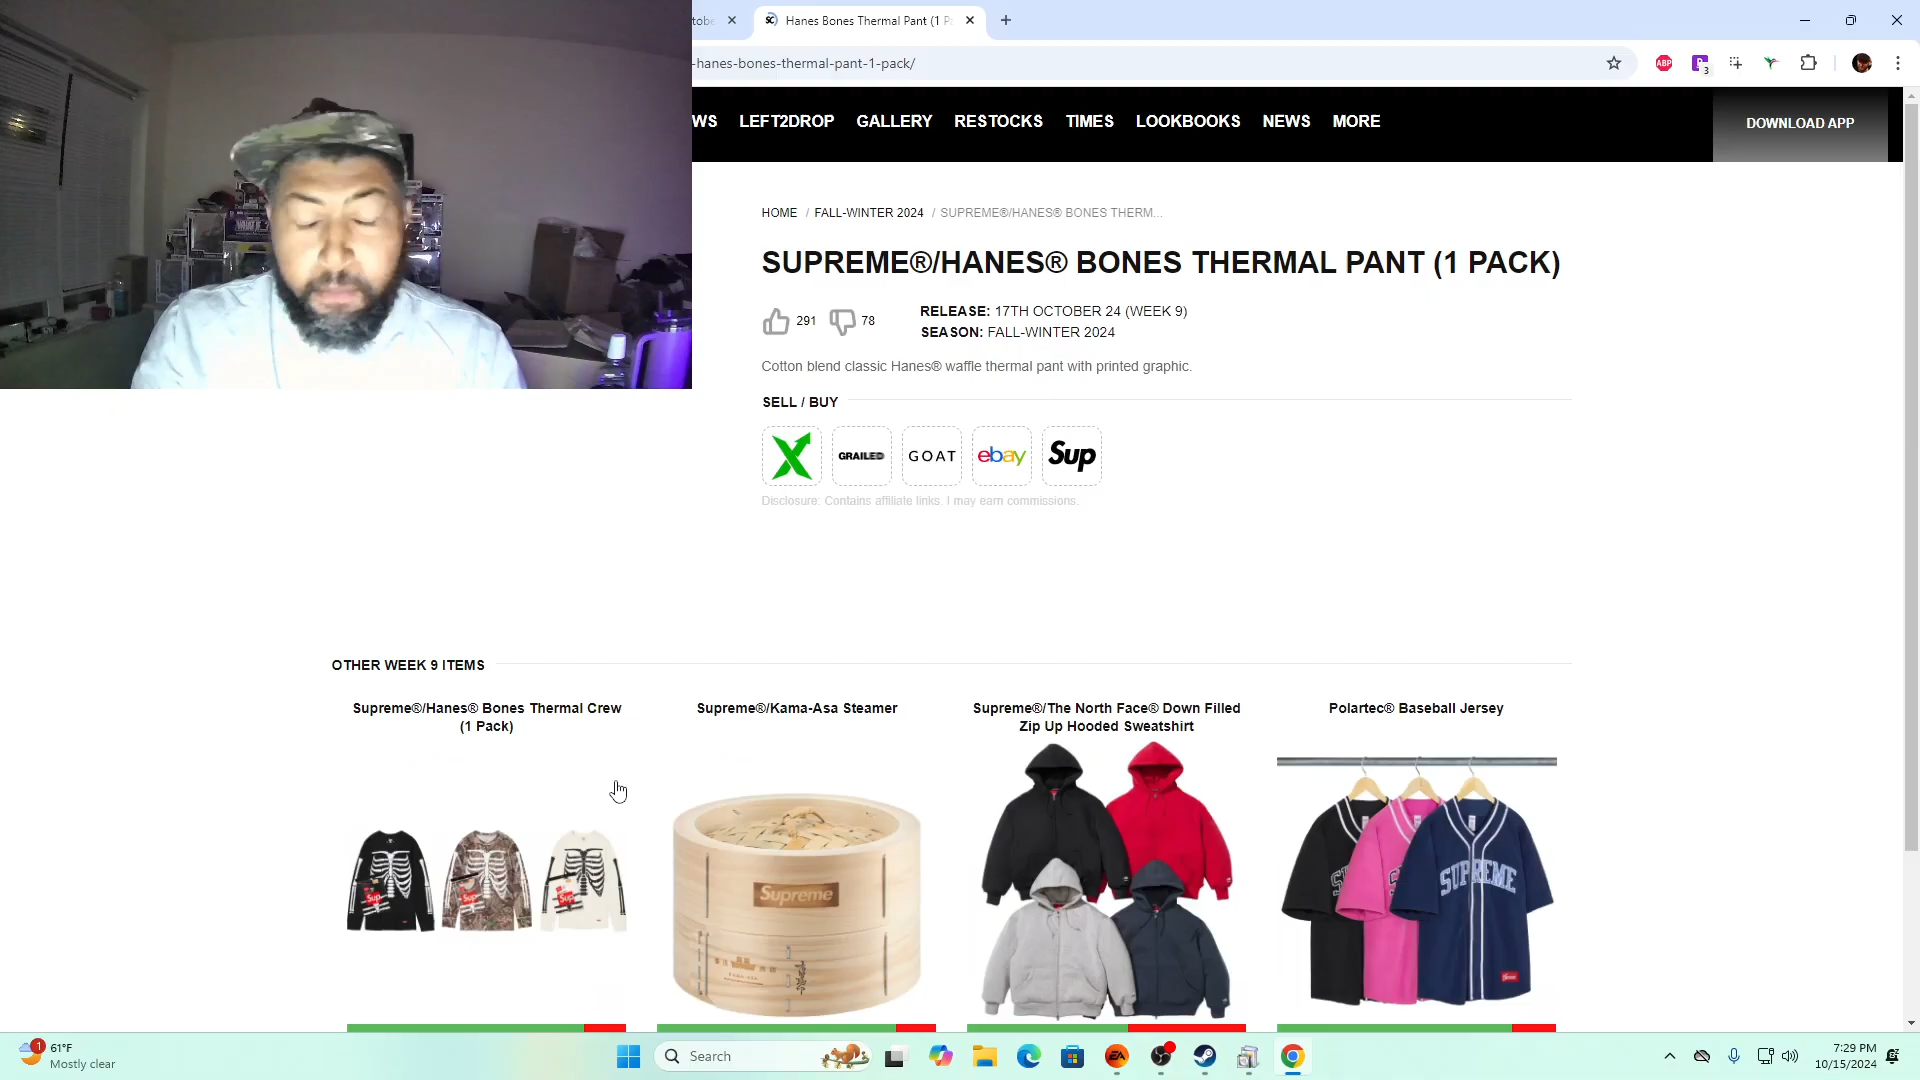 tobe
Hanes Bones Thermal Pant (1 P
-hanes-bones-thermal-pant-1-pack/
ABP
3
WS LEFT2DROP GALLERY RESTOCKS TIMES LOOKBOOKS NEWS MORE
DOWNLOAD APP
HOME / FALL-WINTER 2024 / SUPREME®/HANES® BONES THERM...
SUPREME®/HANES® BONES THERMAL PANT (1 PACK)
291 78
RELEASE: 17TH OCTOBER 24 (WEEK 9)
SEASON: FALL-WINTER 2024
Cotton blend classic Hanes® waffle thermal pant with printed graphic.
SELL / BUY
GRAILED GOAT ebay Sup
Disclosure: Contains affiliate links. I may earn commissions.
OTHER WEEK 9 ITEMS
Supreme®/Hanes® Bones Thermal Crew
(1 Pack)
Supreme®/Kama-Asa Steamer
Supreme®/The North Face® Down Filled
Zip Up Hooded Sweatshirt
Polartec® Baseball Jersey
Supreme
SUPREME
1
61°F
Mostly clear
Search
EA
7:29 PM
10/15/2024